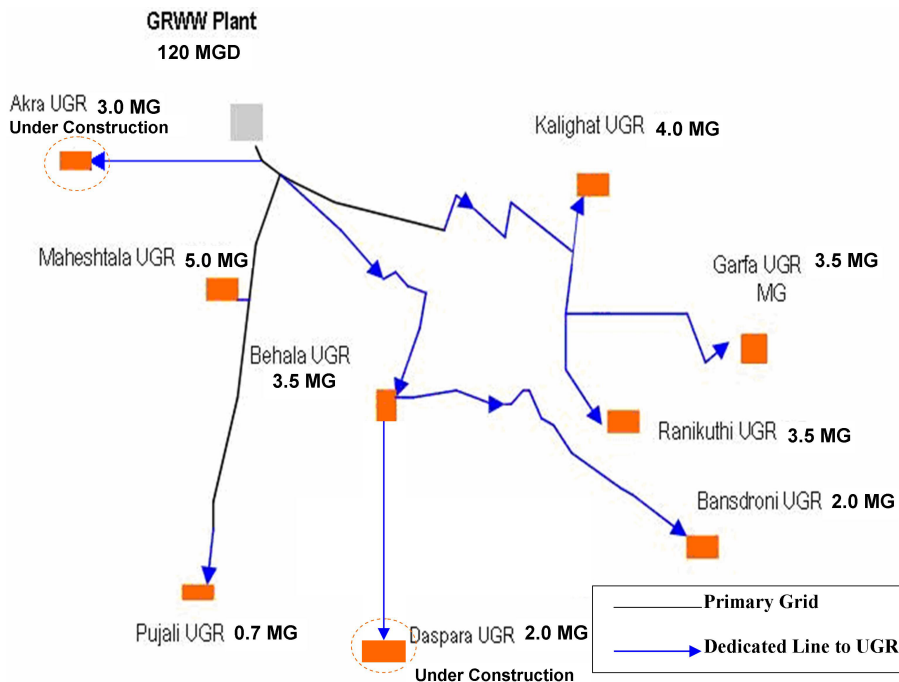 GRWW Plant
120 MGD
Akra UGR 3.0 MG
Under Construction
Kalighat UGR 4.0 MG
Maheshtala UGR 5.0 MG
Garfa UGR 3.5 MG
MG
Behala UGR
3.5 MG
Ranikuthi UGR 3.5 MG
Bansdroni UGR 2.0 MG
Pujali UGR 0.7 MG
Daspara UGR 2.0 MG
Under Construction
Primary Grid
Dedicated Line to UGR